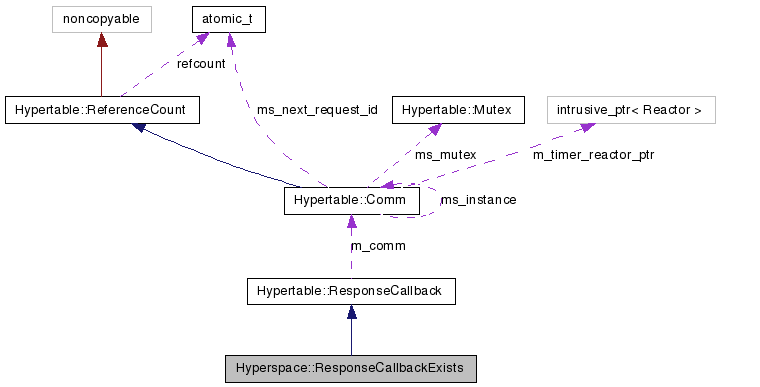 noncopyable
atomic_t
refcount
Hypertable::ReferenceCount
ms_next_request_id
Hypertable::Mutex
intrusive_ptr< Reactor >
ms_mutex
m_timer_reactor_ptr
Hypertable::Comm
ms_instance
m_comm
Hypertable::ResponseCallback
Hyperspace::ResponseCallbackExists